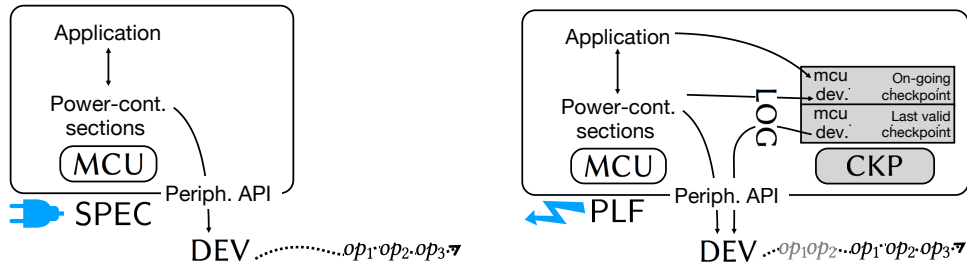 Application
Power-cont.
sections
MCU
Periph. API
SPEC
DEV
op1 op2 op3
Application
Power-cont.
sections
MCU
LOG
mcu
dev.
On-going
checkpoint
mcu
dev.
Last valid
checkpoint
CKP
Periph. API
PLF
DEV
op1op2 op1 op2 op3